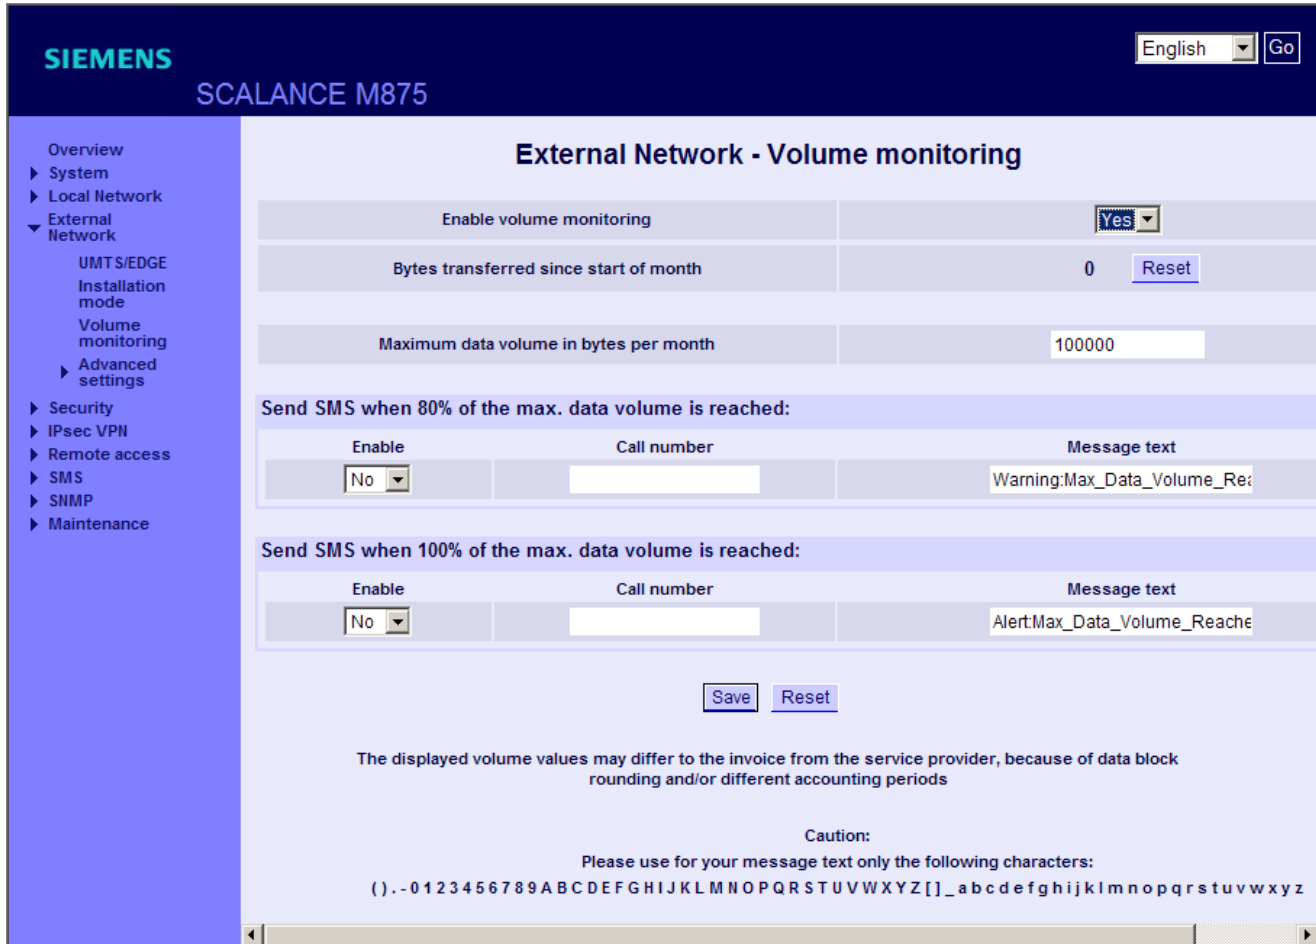 SIEMENS
SCALANCE M875
English Go
Overview
System
Local Network
External
Network
UMTS/EDGE
Installation
mode
Volume
monitoring
Advanced
settings
Security
IPsec VPN
Remote access
SMS
SNMP
Maintenance
External Network - Volume monitoring
Enable volume monitoring Yes
Bytes transferred since start of month 0 Reset
Maximum data volume in bytes per month 100000
Send SMS when 80% of the max. data volume is reached:
Enable Call number Message text
No Warning:Max_Data_Volume_Rea
Send SMS when 100% of the max. data volume is reached:
Enable Call number Message text
No Alert:Max_Data_Volume_Reache
Save Reset
The displayed volume values may differ to the invoice from the service provider, because of data block
rounding and/or different accounting periods
Caution:
Please use for your message text only the following characters:
( ) . - 0 1 2 3 4 5 6 7 8 9 A B C D E F G H I J K L M N O P Q R S T U V W X Y Z [ ] _ a b c d e f g h i j k l m n o p q r s t u v w x y z